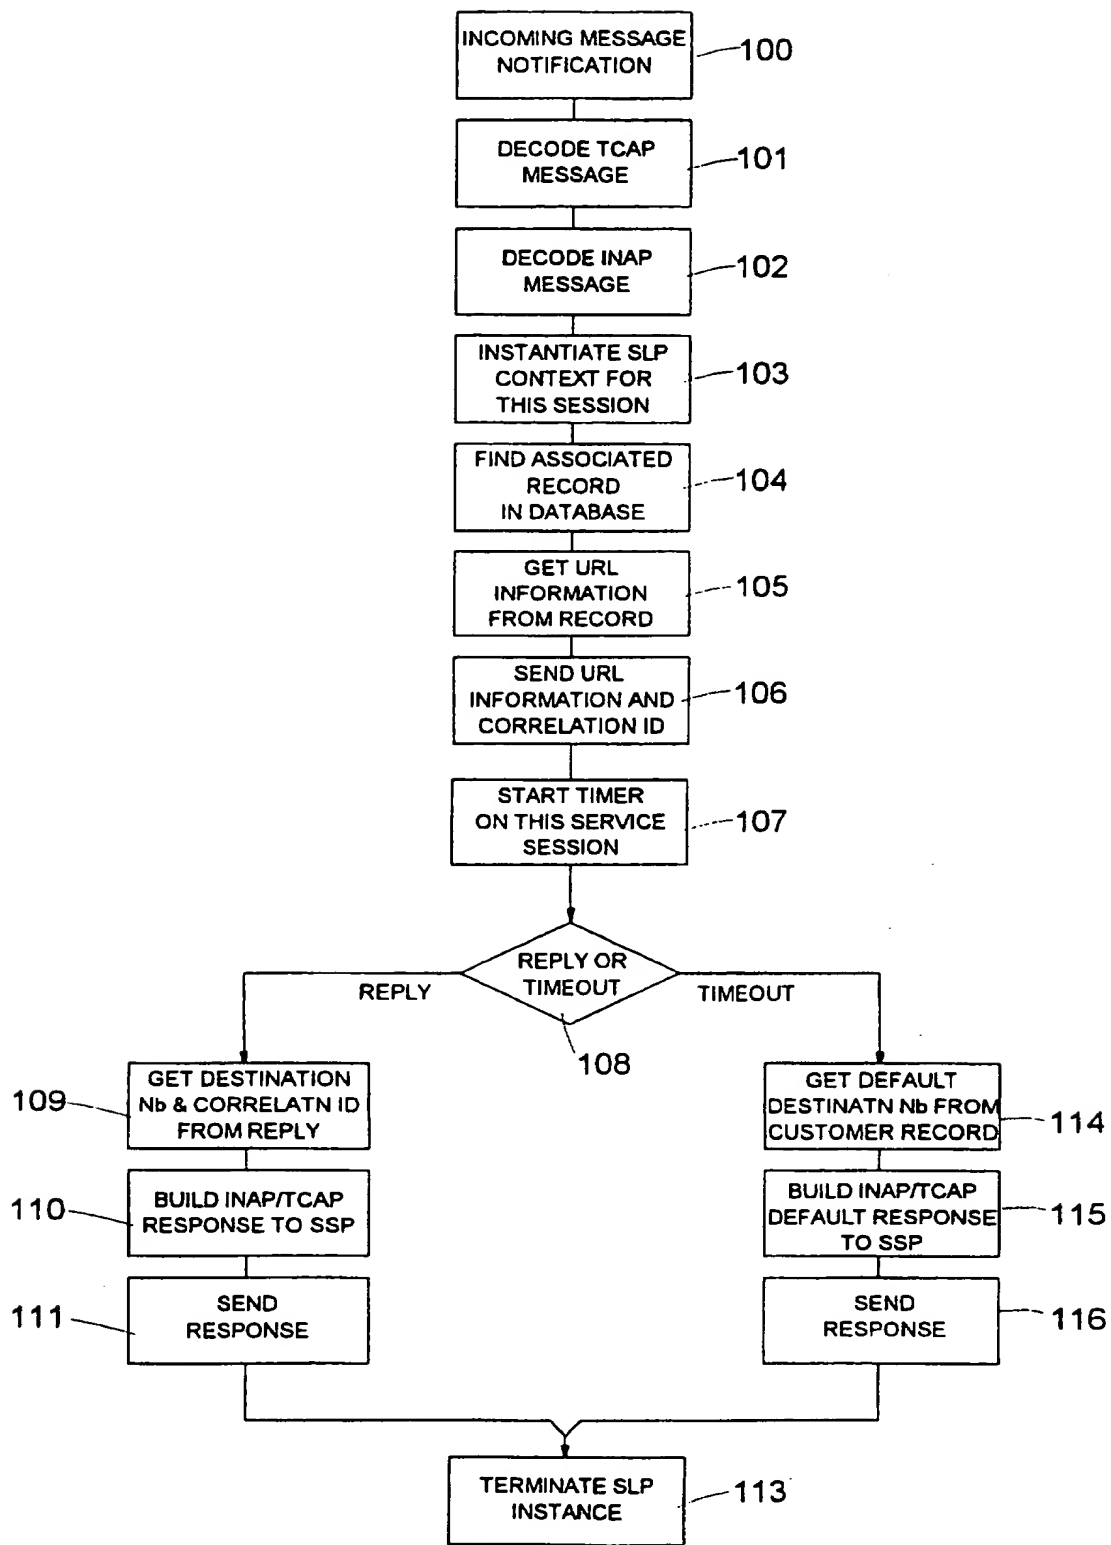 INCOMING MESSAGE
NOTIFICATION
100
DECODE TCAP
MESSAGE
101
DECODE INAP
MESSAGE
102
INSTANTIATE SLP
CONTEXT FOR
THIS SESSION
103
FIND ASSOCIATED
RECORD
IN DATABASE
104
GET URL
INFORMATION
FROM RECORD
105
SEND URL
INFORMATION AND
CORRELATION ID
106
START TIMER
ON THIS SERVICE
SESSION
107
REPLY OR
TIMEOUT
108
REPLY
TIMEOUT
GET DESTINATION
Nb & CORRELATN ID
FROM REPLY
109
BUILD INAP/TCAP
RESPONSE TO SSP
110
SEND
RESPONSE
111
GET DEFAULT
DESTINATN Nb FROM
CUSTOMER RECORD
114
BUILD INAP/TCAP
DEFAULT RESPONSE
TO SSP
115
SEND
RESPONSE
116
TERMINATE SLP
INSTANCE
113